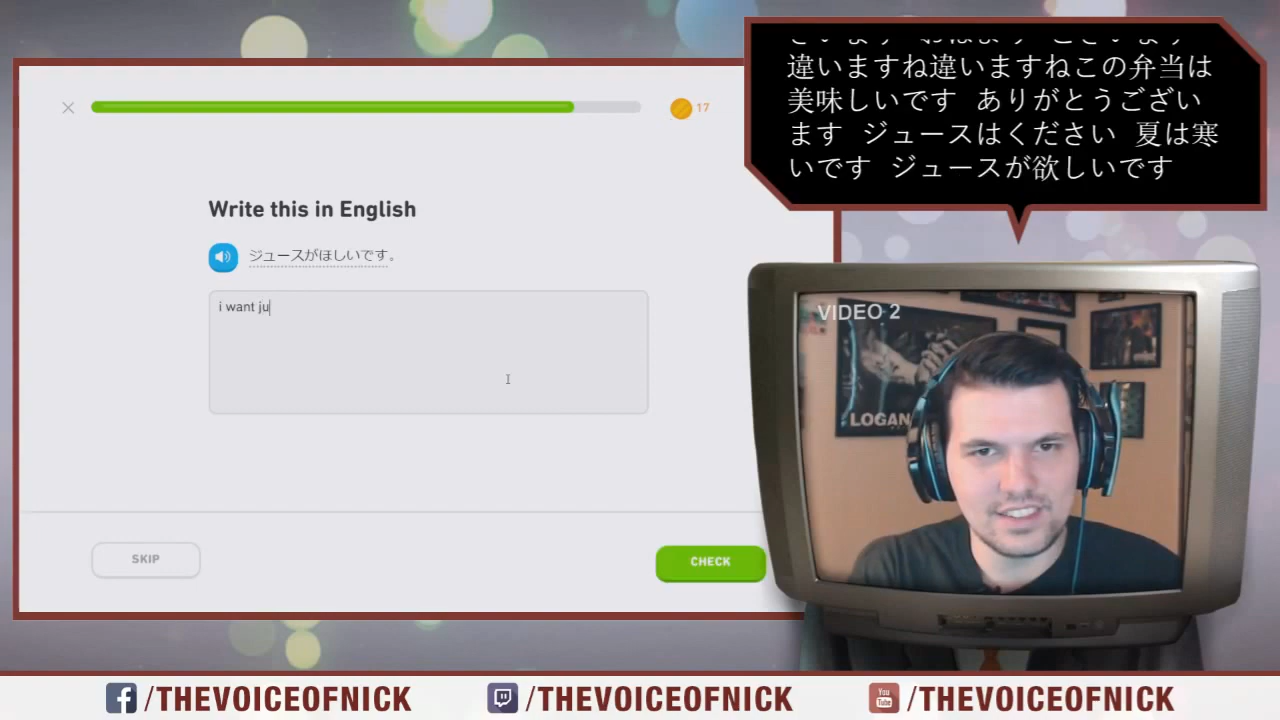 17
Write this in English
ジュースがほしいです。
i want ju
SKIP
CHECK
違いますね違いますねこの弁当は
美味しいです ありがとうござい
ます ジュースはください 夏は寒
いです ジュースが欲しいです
VIDEO 2
LOGAN
/THEVOICEOFNICK
/THEVOICEOFNICK
You
Tube
/THEVOICEOFNICK